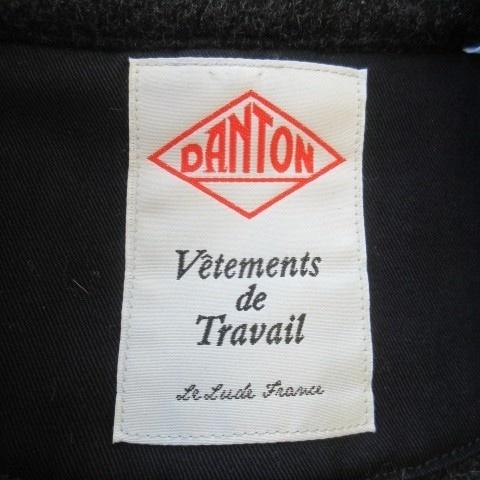 DANTON
Vêtements
de
Travail
Le Lude France